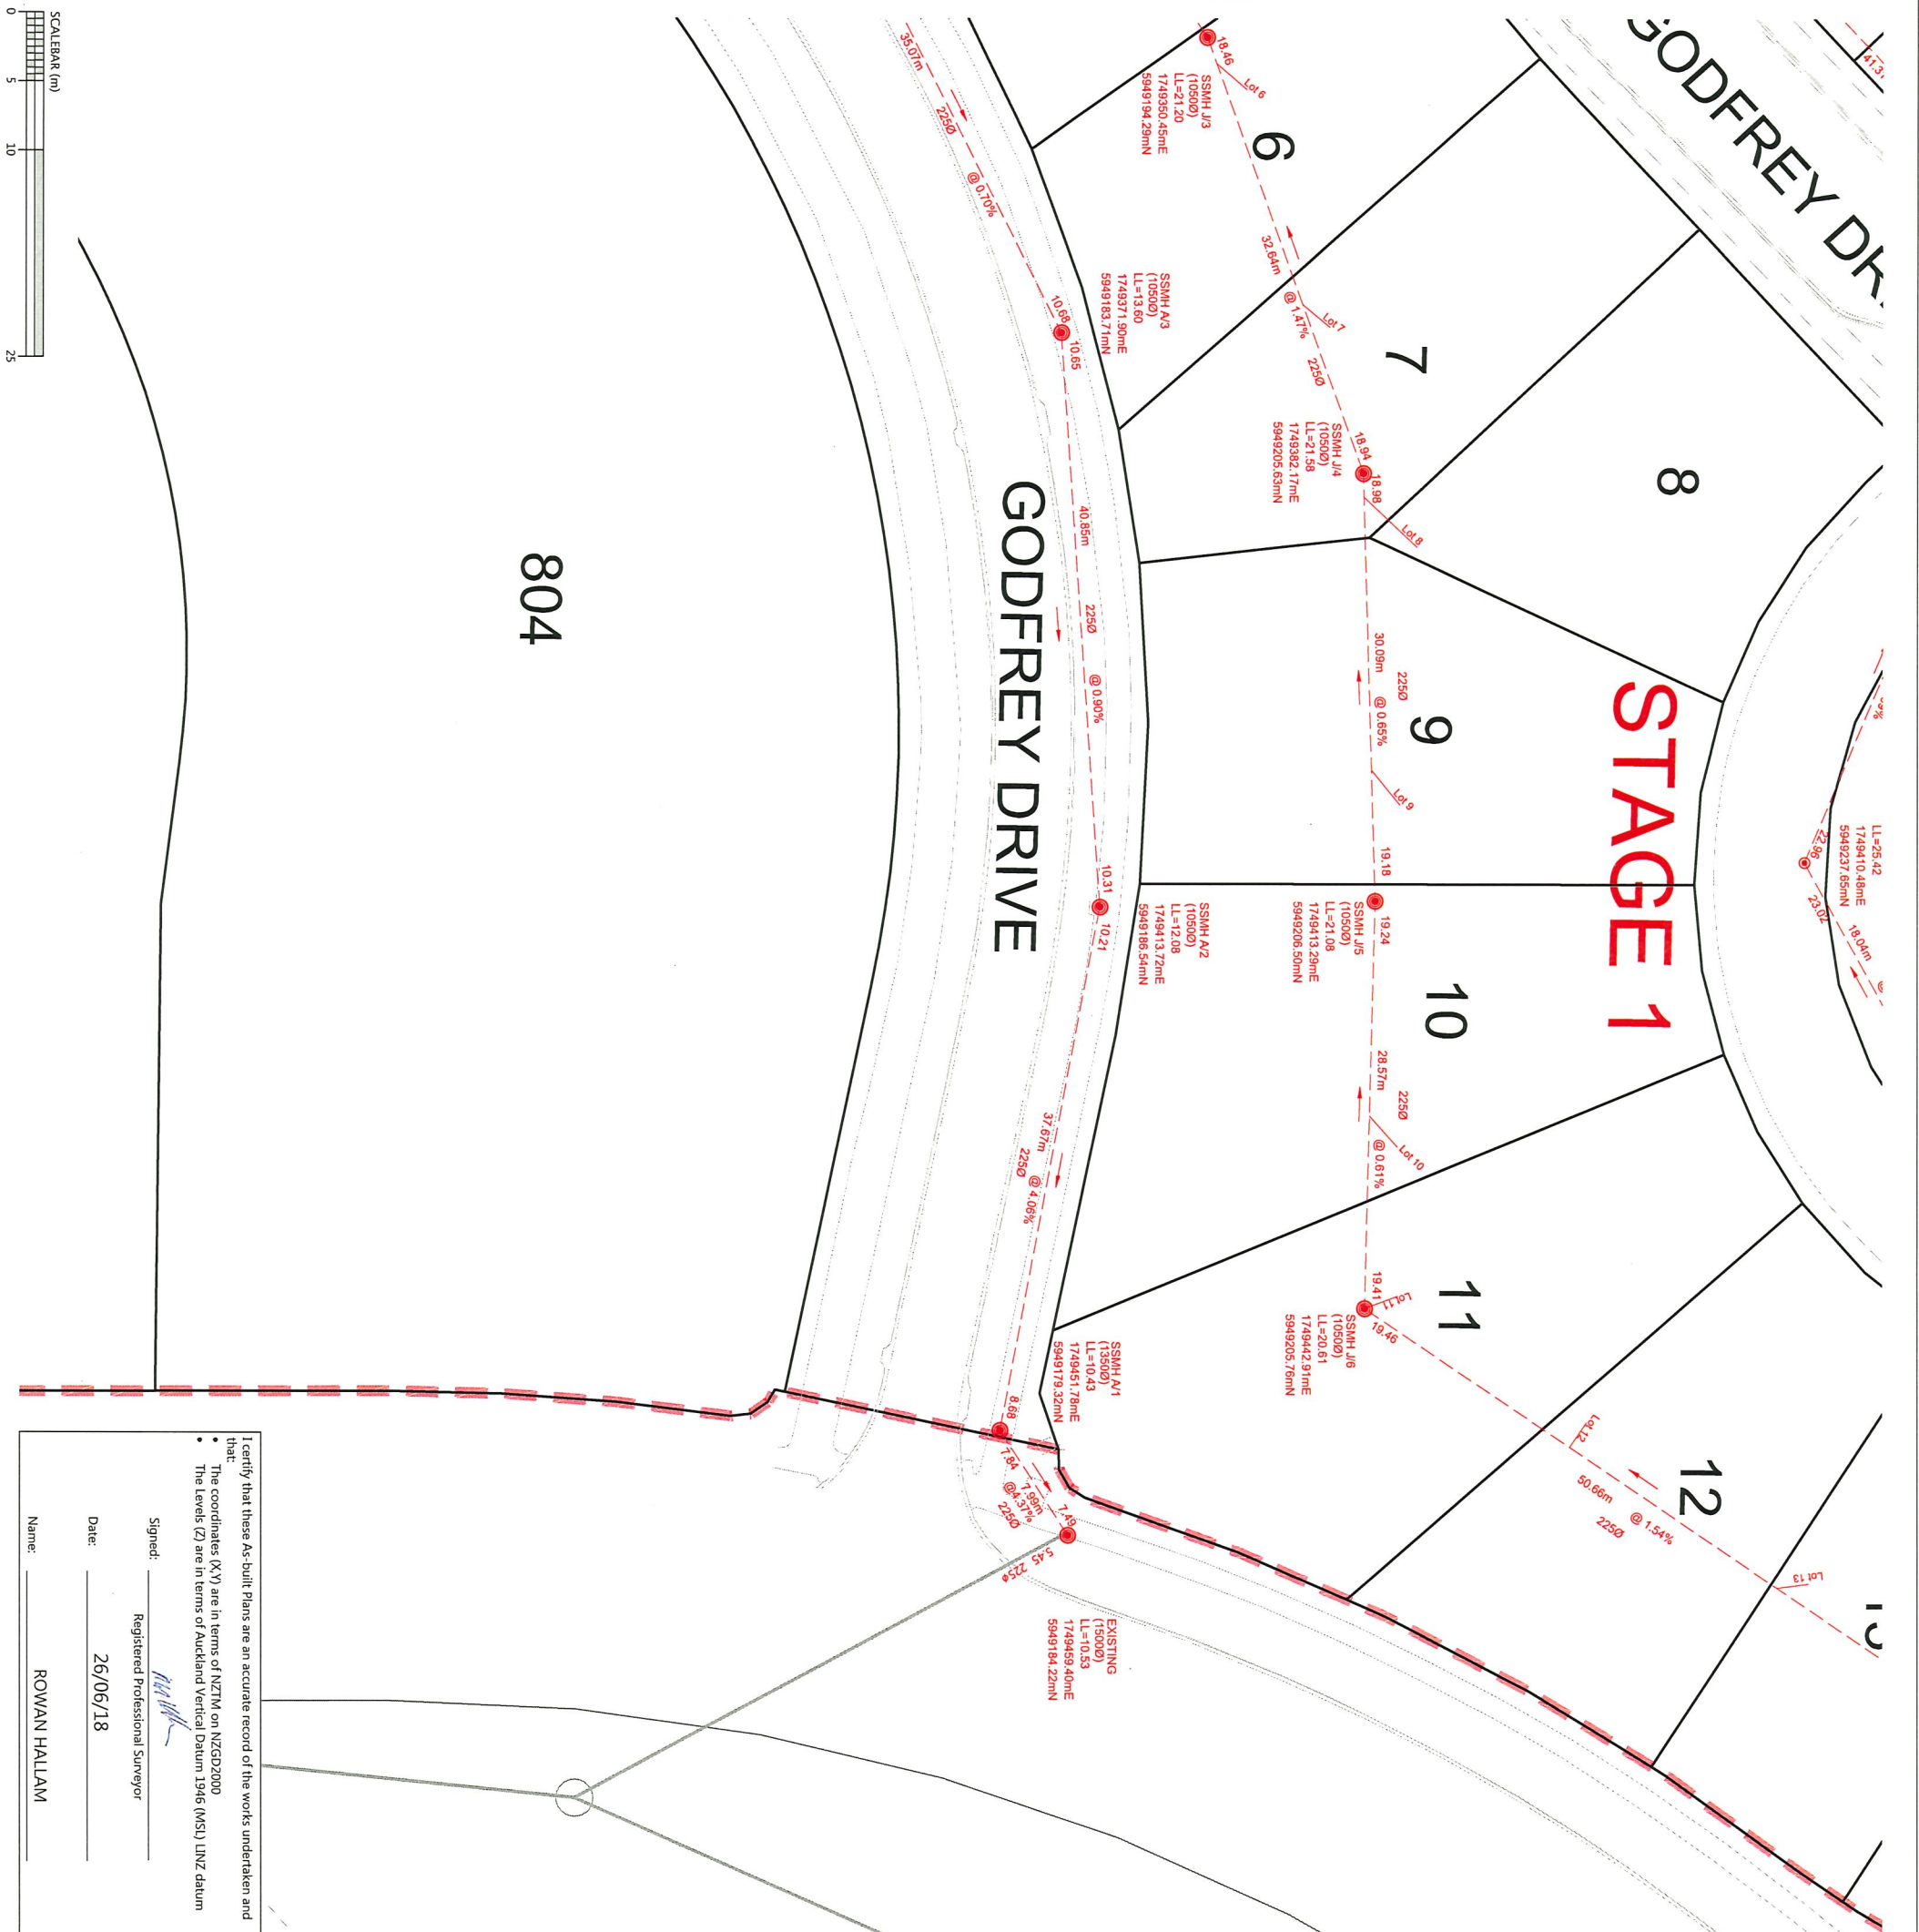 GODFREY DR
41.37
18.46
Lot 6
SSMH J/3
(1050Ø)
LL=21.20
1749350.45mE
5949194.29mN
6
32.64m
@ 1.47%
225Ø
Lot 7
7
8
18.94
18.98
SSMH J/4
(1050Ø)
LL=21.58
1749382.17mE
5949205.63mN
Lot 8
30.09m
225Ø
@ 0.65%
9
Lot 9
STAGE 1
LL=25.42
1749410.48mE
5949237.65mN
22.96
23.02
18.04m
19.18
19.24
SSMH J/5
(1050Ø)
LL=21.08
1749413.29mE
5949206.50mN
10
28.57m
225Ø
@ 0.61%
Lot 10
11
19.41
Lot 11
19.46
SSMH J/6
(1050Ø)
LL=20.61
1749442.91mE
5949205.76mN
Lot 12
12
50.66m
@ 1.54%
225Ø
Lot 13
35.07m
225Ø
@ 0.70%
10.68
10.65
SSMH A/3
(1050Ø)
LL=13.60
1749371.90mE
5949183.71mN
40.85m
225Ø
@ 0.90%
GODFREY DRIVE
10.31
10.21
SSMH A/2
(1050Ø)
LL=12.08
1749413.72mE
5949186.54mN
37.67m
225Ø
@ 4.06%
SSMH A/1
(1350Ø)
LL=10.43
1749451.78mE
5949179.32mN
8.68
7.84
7.99m
@4.37%
225Ø
7.49
5.45
225ø
EXISTING
(1500Ø)
LL=10.53
1749459.40mE
5949184.22mN
804
SCALEBAR (m)
0 5 10 25
I certify that these As-built Plans are an accurate record of the works undertaken and
that:
• The coordinates (X,Y) are in terms of NZTM on NZGD2000
• The Levels (Z) are in terms of Auckland Vertical Datum 1946 (MSL) LINZ datum
Signed:
Registered Professional Surveyor
Date: 26/06/18
Name: ROWAN HALLAM